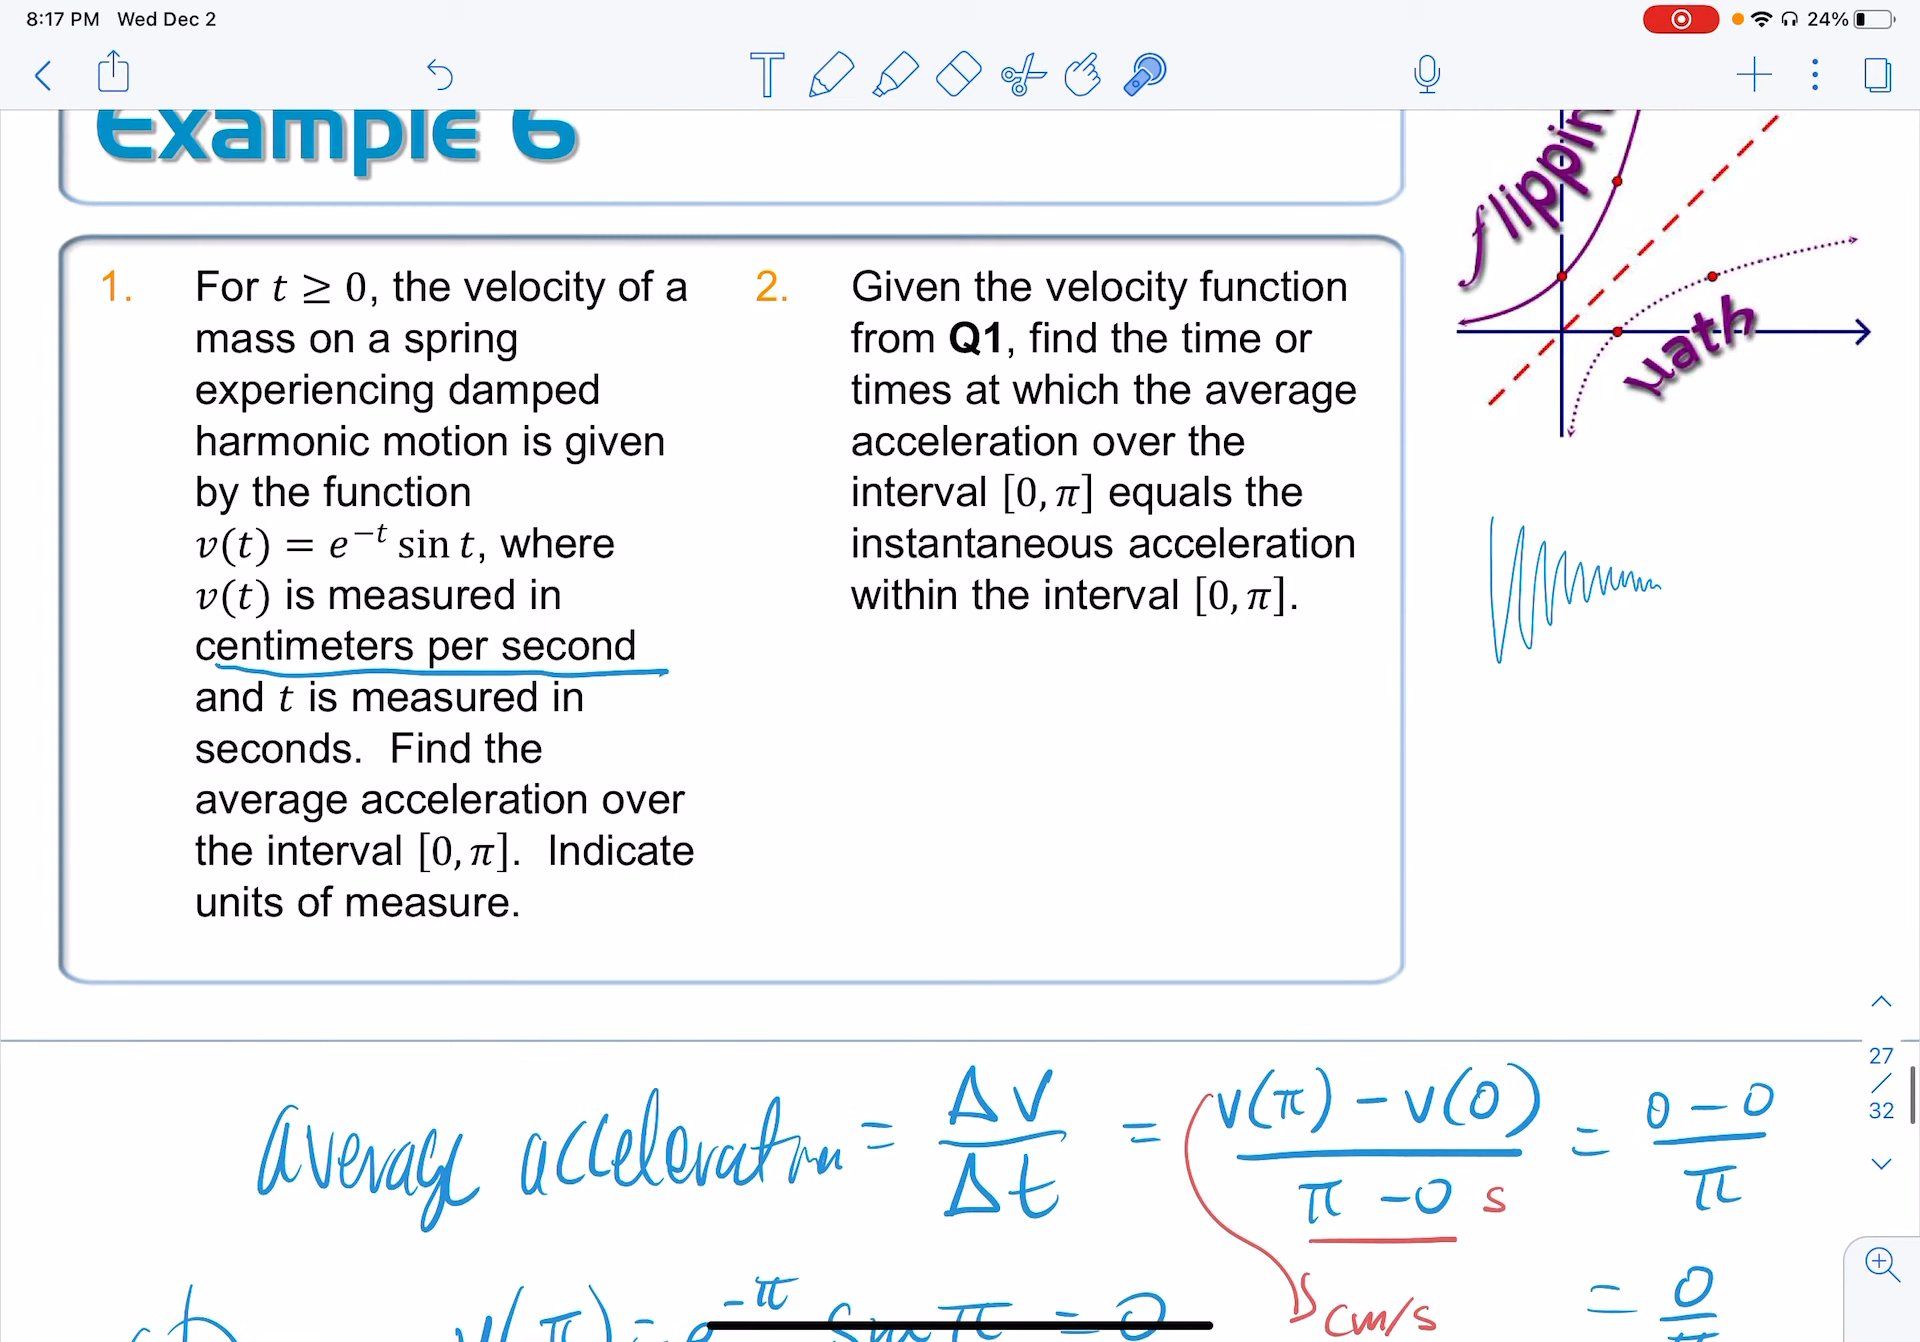 8:17 PM Wed Dec 2
24%
Example 6
flippin
math
1. For t ≥ 0, the velocity of a
mass on a spring
experiencing damped
harmonic motion is given
by the function
v(t) = e^{-t} sin t, where
v(t) is measured in
centimeters per second
and t is measured in
seconds. Find the
average acceleration over
the interval [0, π]. Indicate
units of measure.
2. Given the velocity function
from Q1, find the time or
times at which the average
acceleration over the
interval [0, π] equals the
instantaneous acceleration
within the interval [0, π].
27
/
32
average acceleration = Δv/Δt = (v(π) − v(0))/(π − 0 s) = (0 − 0)/π
cm/s
v(π) = e^{-π} sin π = 0
= 0/π